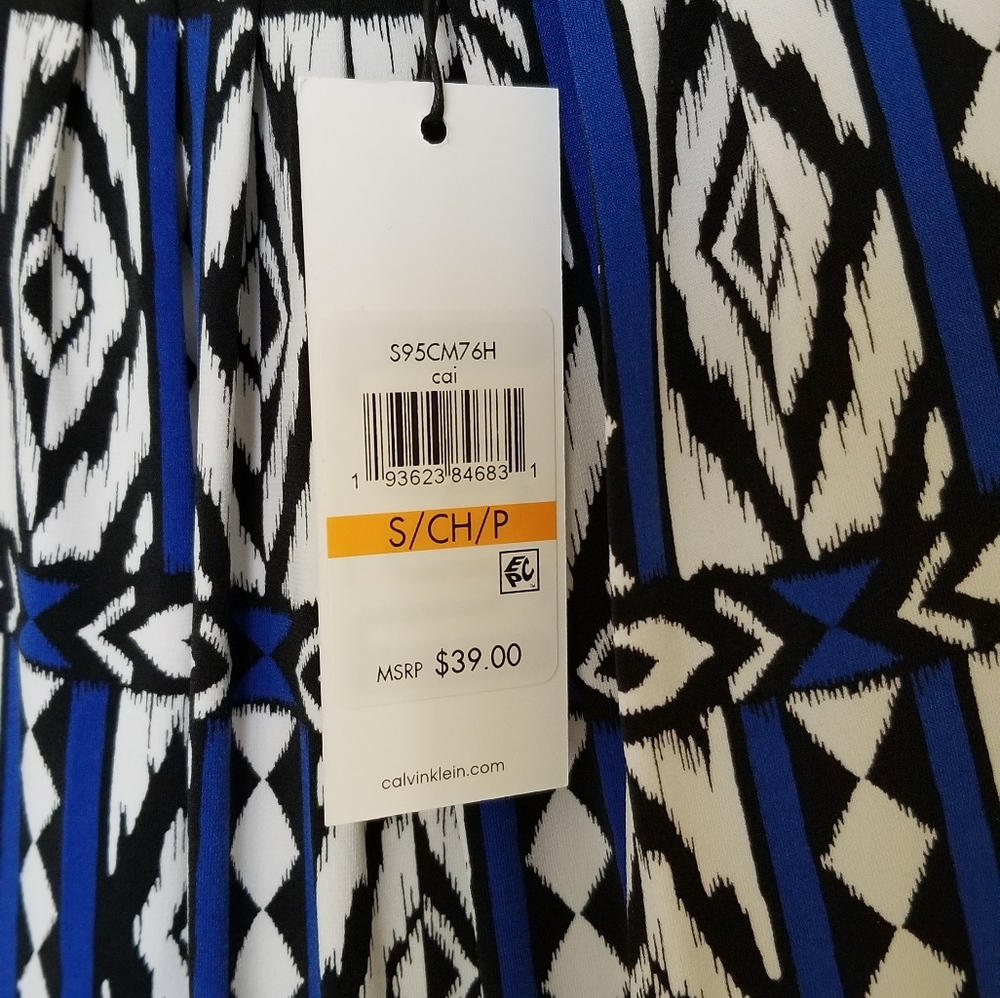 S95CM76H
cai
1 93623 84683 1
S/CH/P
EPC
MSRP $39.00
calvinklein.com